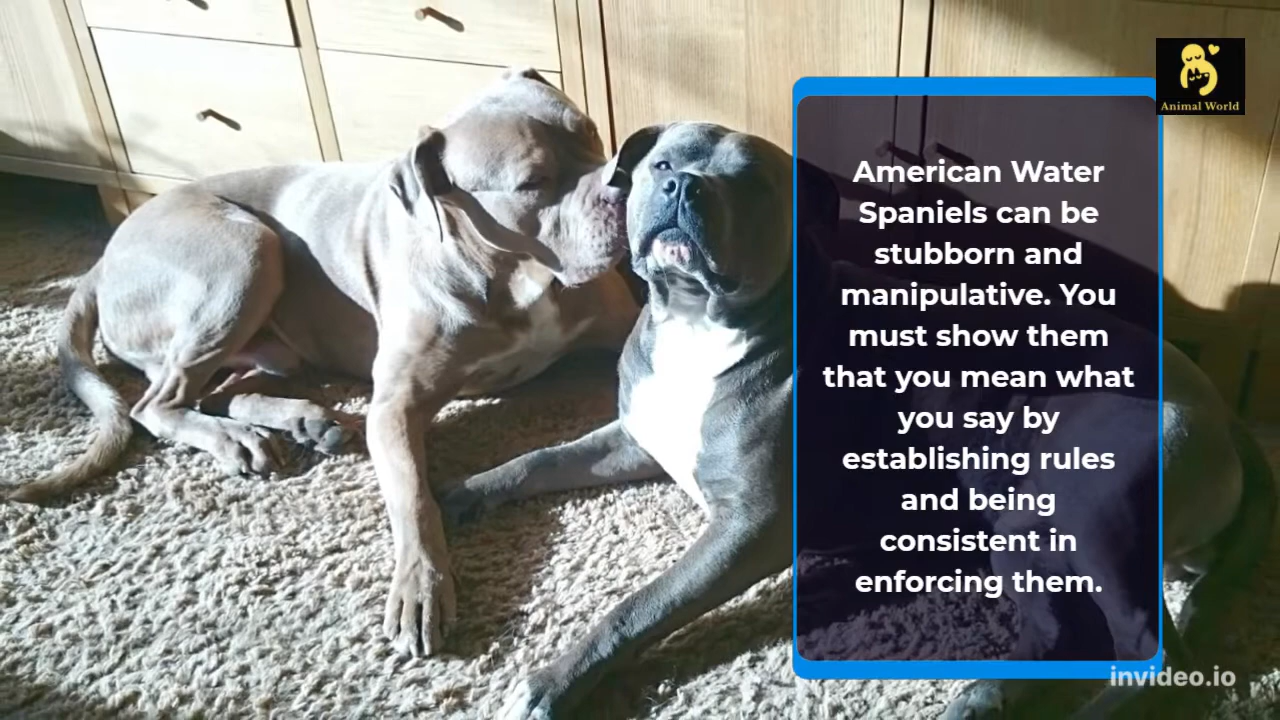 Animal World
American Water
Spaniels can be
stubborn and
manipulative. You
must show them
that you mean what
you say by
establishing rules
and being
consistent in
enforcing them.
invideo.io